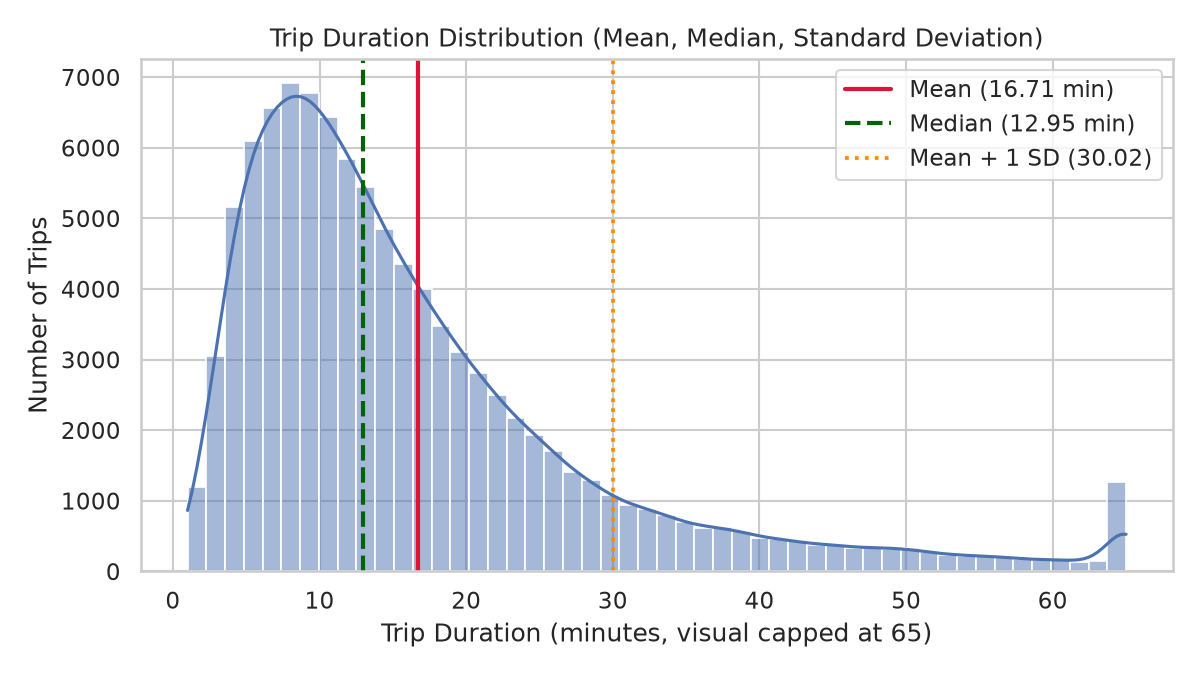 Trip Duration Distribution (Mean, Median, Standard Deviation)
Mean (16.71 min)
Median (12.95 min)
Mean + 1 SD (30.02)
Number of Trips
7000
6000
5000
4000
3000
2000
1000
0
0 10 20 30 40 50 60
Trip Duration (minutes, visual capped at 65)